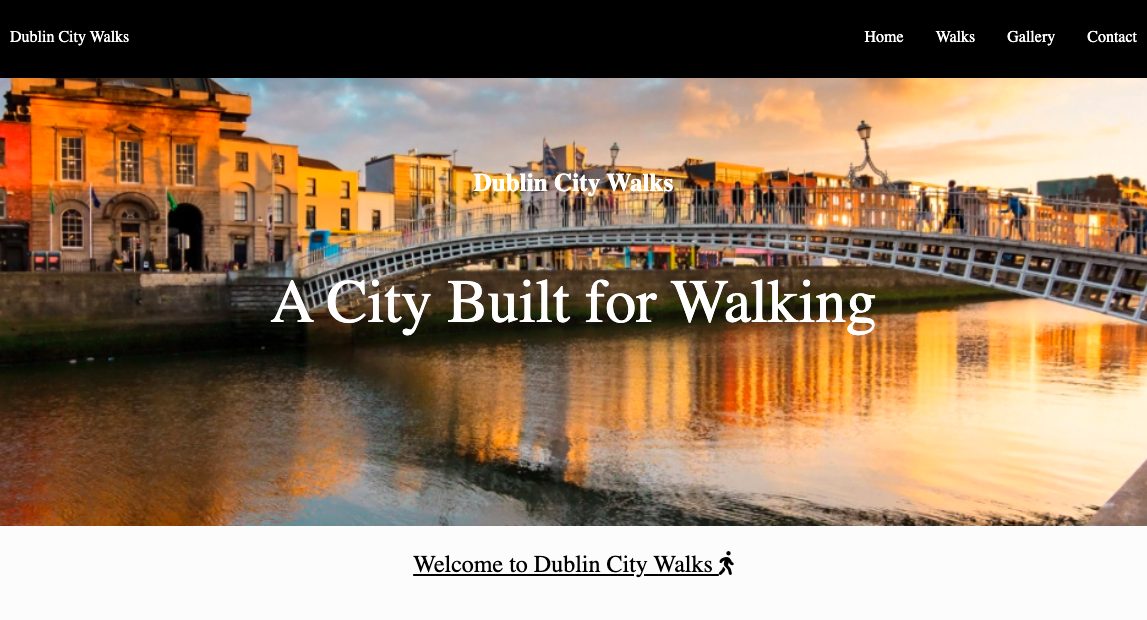 Dublin City Walks
Home Walks Gallery Contact
Dublin City Walks
A City Built for Walking
Welcome to Dublin City Walks